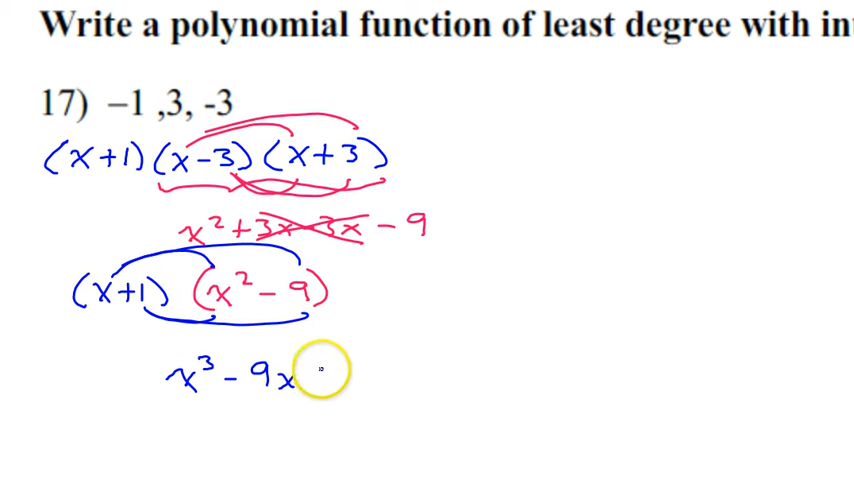 Write a polynomial function of least degree with in
17) −1 ,3, -3
(x+1)(x-3)(x+3)
x² + 3x - 3x - 9
(x+1) (x² - 9)
x³ - 9x